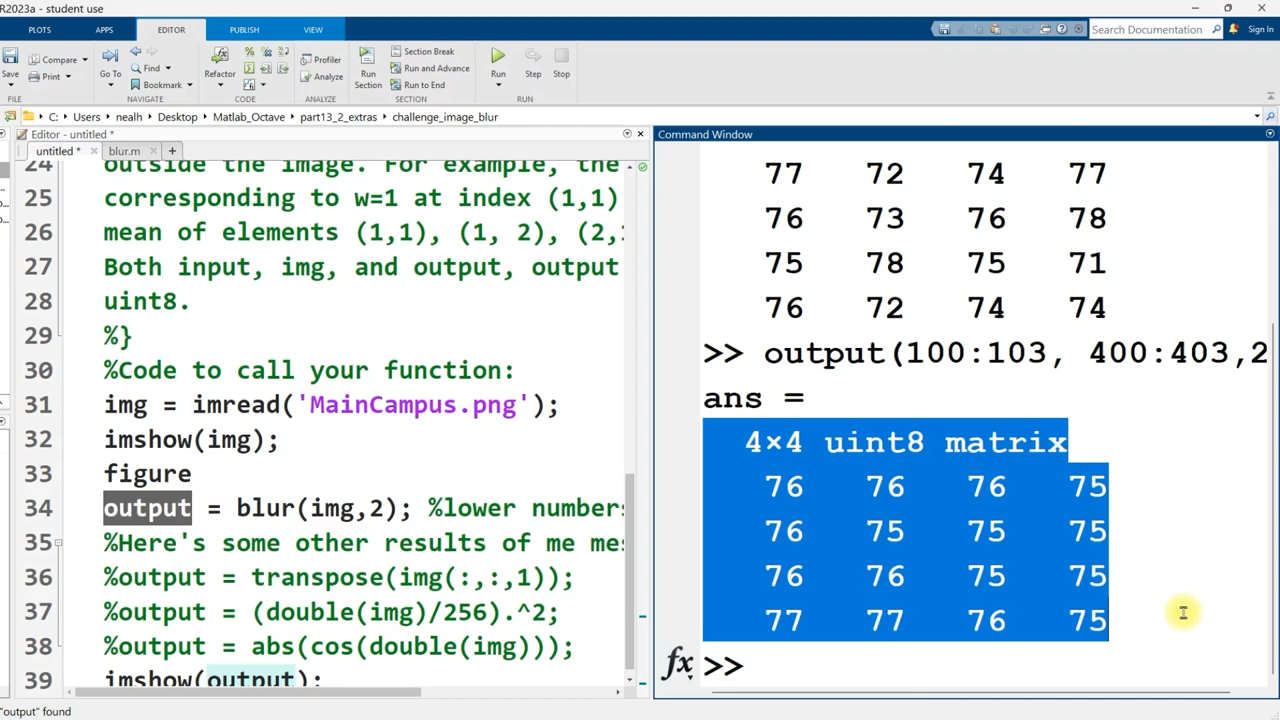 R2023a - student use
PLOTS APPS EDITOR PUBLISH VIEW
Search Documentation
Sign In
Save
Compare
Print
FILE
Go To
Find
Bookmark
NAVIGATE
Refactor
CODE
Profiler
Analyze
ANALYZE
Run
Section
Section Break
Run and Advance
Run to End
SECTION
Run
Step
Stop
RUN
C: Users nealh Desktop Matlab_Octave part13_2_extras challenge_image_blur
Editor - untitled *
untitled * blur.m
24 outside the image. For example, the
25 corresponding to w=1 at index (1,1)
26 mean of elements (1,1), (1, 2), (2,
27 Both input, img, and output, output
28 uint8.
29 %}
30 %Code to call your function:
31 img = imread('MainCampus.png');
32 imshow(img);
33 figure
34 output = blur(img,2); %lower numbers
35 %Here's some other results of me
36 %output = transpose(img(:,:,1));
37 %output = (double(img)/256).^2;
38 %output = abs(cos(double(img)));
39 imshow(output);
"output" found
Command Window
77 72 74 77
76 73 76 78
75 78 75 71
76 72 74 74
>> output(100:103, 400:403,2
ans =
4×4 uint8 matrix
76 76 76 75
76 75 75 75
76 76 75 75
77 77 76 75
fx >>